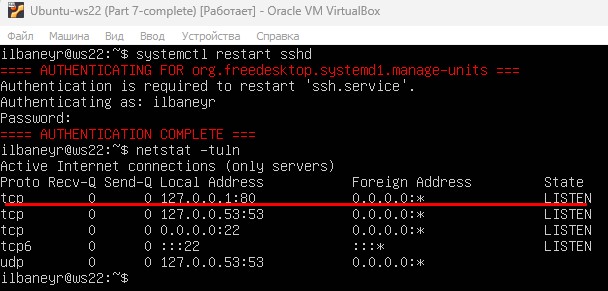 Ubuntu-ws22 (Part 7-complete) [Работает] - Oracle VM VirtualBox
Файл Машина Вид Ввод Устройства Справка
ilbaneyr@ws22:~$ systemctl restart sshd
==== AUTHENTICATING FOR org.freedesktop.systemd1.manage-units ===
Authentication is required to restart 'ssh.service'.
Authenticating as: ilbaneyr
Password:
==== AUTHENTICATION COMPLETE ===
ilbaneyr@ws22:~$ netstat -tuln
Active Internet connections (only servers)
Proto Recv-Q Send-Q Local Address Foreign Address State
tcp 0 0 127.0.0.1:80 0.0.0.0:* LISTEN
tcp 0 0 127.0.0.53:53 0.0.0.0:* LISTEN
tcp 0 0 0.0.0.0:22 0.0.0.0:* LISTEN
tcp6 0 0 :::22 :::* LISTEN
udp 0 0 127.0.0.53:53 0.0.0.0:*
ilbaneyr@ws22:~$